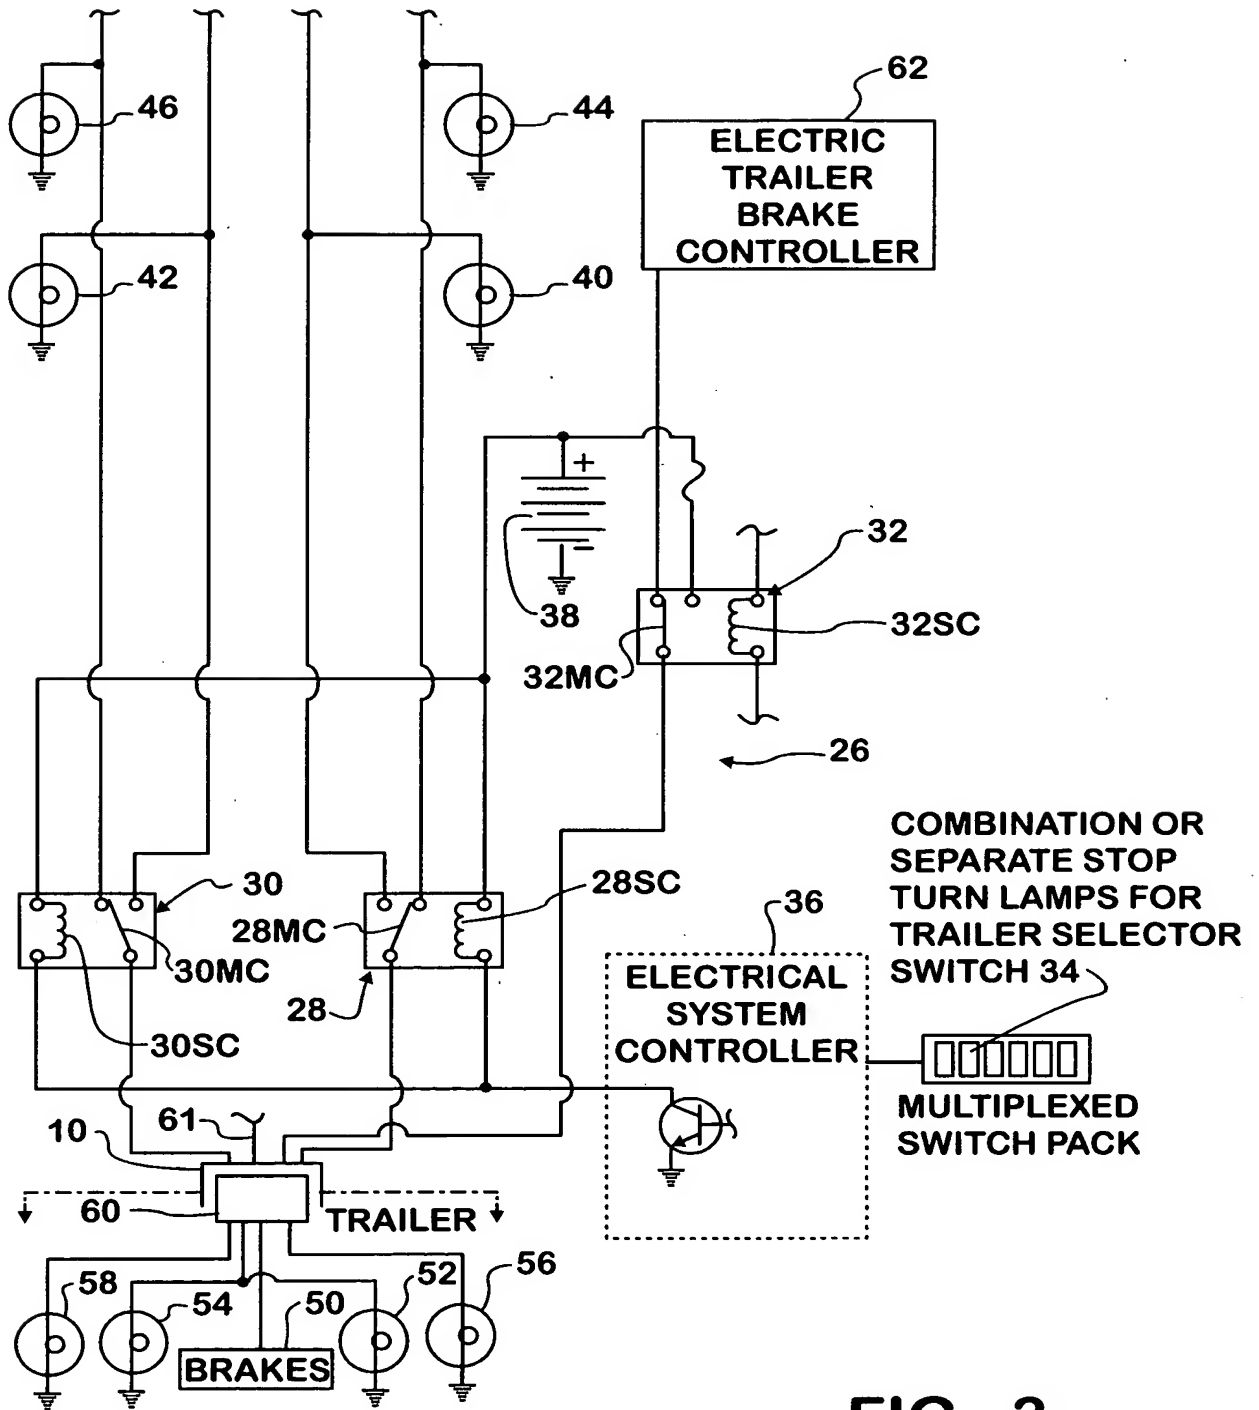 62
46
44
ELECTRIC
TRAILER
BRAKE
CONTROLLER
42
40
+
−
38
32
32SC
32MC
26
COMBINATION OR
SEPARATE STOP
TURN LAMPS FOR
TRAILER SELECTOR
SWITCH 34
30
28SC
28MC
36
30MC
28
30SC
ELECTRICAL
SYSTEM
CONTROLLER
MULTIPLEXED
SWITCH PACK
61
10
60
TRAILER
58
54
50
52
56
BRAKES